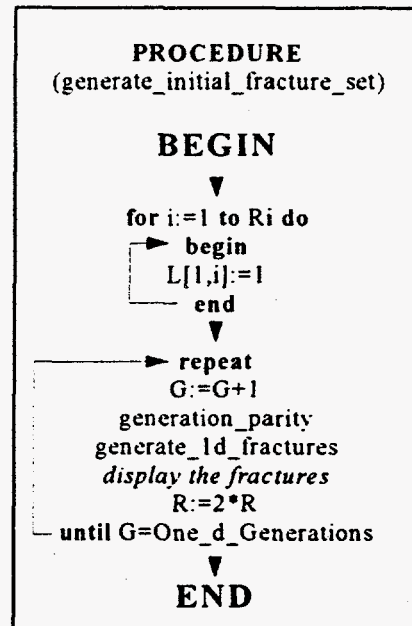 PROCEDURE
(generate_initial_fracture_set)
BEGIN
for i:=1 to Ri do
begin
L[1,i]:=1
end
repeat
G:=G+1
generation_parity
generate_1d_fractures
display the fractures
R:=2*R
until G=One_d_Generations
END